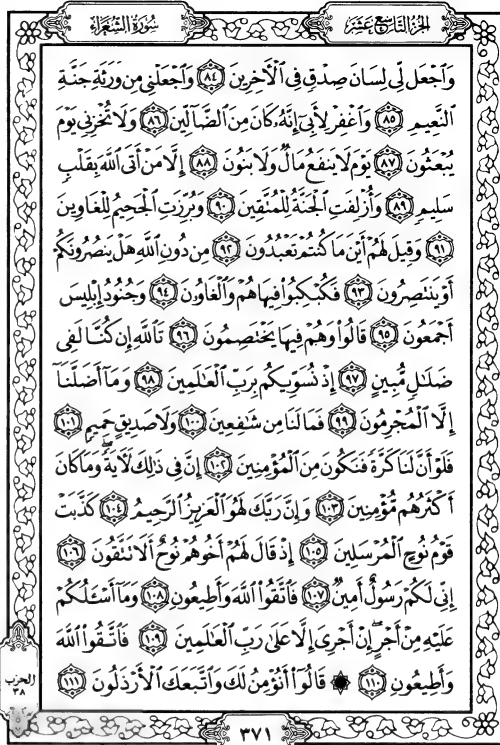 الجزء التاسع عشر
سورة الشعراء
وَٱجْعَل لِّى لِسَانَ صِدْقٍ فِى ٱلْأَخِرِينَ ٨٤ وَٱجْعَلْنِى مِن وَرَثَةِ جَنَّةِ
ٱلنَّعِيمِ ٨٥ وَٱغْفِرْ لِأَبِىٓ إِنَّهُۥ كَانَ مِنَ ٱلضَّآلِّينَ ٨٦ وَلَا تُخْزِنِى يَوْمَ
يُبْعَثُونَ ٨٧ يَوْمَ لَا يَنفَعُ مَالٌ وَلَا بَنُونَ ٨٨ إِلَّا مَنْ أَتَى ٱللَّهَ بِقَلْبٍ
سَلِيمٍ ٨٩ وَأُزْلِفَتِ ٱلْجَنَّةُ لِلْمُتَّقِينَ ٩٠ وَبُرِّزَتِ ٱلْجَحِيمُ لِلْغَاوِينَ
٩١ وَقِيلَ لَهُمْ أَيْنَ مَا كُنتُمْ تَعْبُدُونَ ٩٢ مِن دُونِ ٱللَّهِ هَلْ يَنصُرُونَكُمْ
أَوْ يَنتَصِرُونَ ٩٣ فَكُبْكِبُوا۟ فِيهَا هُمْ وَٱلْغَاوُۥنَ ٩٤ وَجُنُودُ إِبْلِيسَ
أَجْمَعُونَ ٩٥ قَالُوا۟ وَهُمْ فِيهَا يَخْتَصِمُونَ ٩٦ تَٱللَّهِ إِن كُنَّا لَفِى
ضَلَٰلٍ مُّبِينٍ ٩٧ إِذْ نُسَوِّيكُم بِرَبِّ ٱلْعَٰلَمِينَ ٩٨ وَمَآ أَضَلَّنَآ
إِلَّا ٱلْمُجْرِمُونَ ٩٩ فَمَا لَنَا مِن شَٰفِعِينَ ١٠٠ وَلَا صَدِيقٍ حَمِيمٍ ١٠١
فَلَوْ أَنَّ لَنَا كَرَّةً فَنَكُونَ مِنَ ٱلْمُؤْمِنِينَ ١٠٢ إِنَّ فِى ذَٰلِكَ لَأَيَةً وَمَا كَانَ
أَكْثَرُهُم مُّؤْمِنِينَ ١٠٣ وَإِنَّ رَبَّكَ لَهُوَ ٱلْعَزِيزُ ٱلرَّحِيمُ ١٠٤ كَذَّبَتْ
قَوْمُ نُوحٍ ٱلْمُرْسَلِينَ ١٠٥ إِذْ قَالَ لَهُمْ أَخُوهُمْ نُوحٌ أَلَا تَتَّقُونَ ١٠٦
إِنِّى لَكُمْ رَسُولٌ أَمِينٌ ١٠٧ فَٱتَّقُوا۟ ٱللَّهَ وَأَطِيعُونِ ١٠٨ وَمَآ أَسْـَٔلُكُمْ
عَلَيْهِ مِنْ أَجْرٍ إِنْ أَجْرِىَ إِلَّا عَلَىٰ رَبِّ ٱلْعَٰلَمِينَ ١٠٩ فَٱتَّقُوا۟ ٱللَّهَ
وَأَطِيعُونِ ١١٠ ۞ قَالُوٓا۟ أَنُؤْمِنُ لَكَ وَٱتَّبَعَكَ ٱلْأَرْذَلُونَ ١١١
الحزب
٣٨
٣٧١